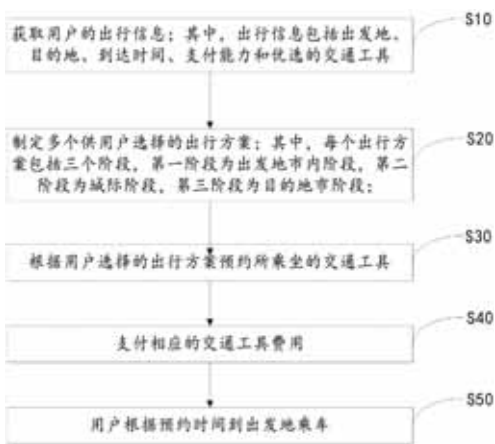 获取用户的出行信息；其中，出行信息包括出发地、
目的地、到达时间、支付能力和优选的交通工具
S10
制定多个供用户选择的出行方案；其中，每个出行方
案包括三个阶段，第一阶段为出发地市内阶段，第二
阶段为城际阶段，第三阶段为目的地市阶段；
S20
根据用户选择的出行方案预约所乘坐的交通工具
S30
支付相应的交通工具费用
S40
用户根据预约时间到出发地乘车
S50